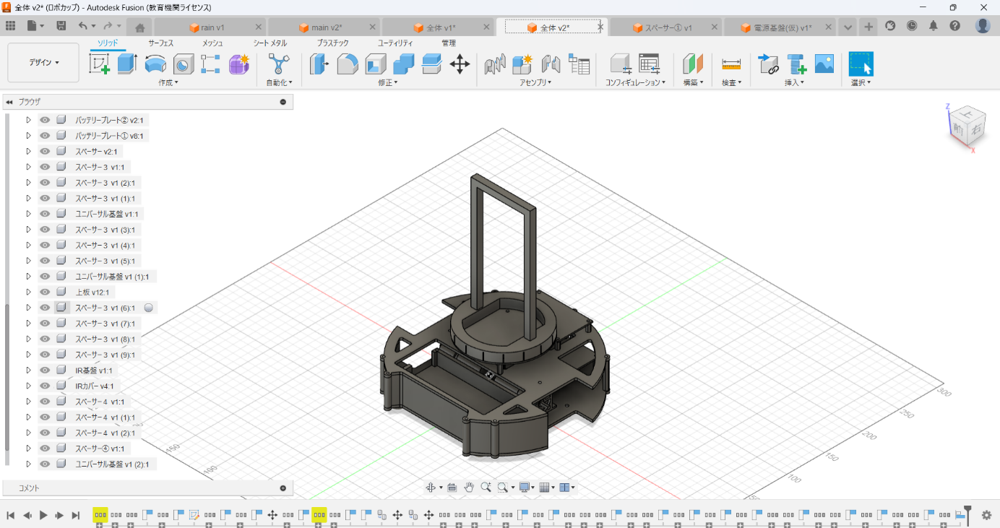 全体 v2* (ロボカップ) - Autodesk Fusion (教育機関ライセンス)
rain v1
main v2*
全体 v1*
全体 v2*
スペーサー① v1
電源基盤(仮) v1*
ソリッド
サーフェス
メッシュ
シート メタル
プラスチック
ユーティリティ
管理
デザイン
作成
自動化
修正
アセンブリ
コンフィギュレーション
構築
検査
挿入
選択
ブラウザ
バッテリープレート② v2:1
バッテリープレート① v8:1
スペーサー v2:1
スペーサー３ v1:1
スペーサー３ v1 (2):1
スペーサー３ v1 (1):1
ユニバーサル基盤 v1:1
スペーサー３ v1 (3):1
スペーサー３ v1 (4):1
スペーサー３ v1 (5):1
ユニバーサル基盤 v1 (1):1
上板 v12:1
スペーサー３ v1 (6):1
スペーサー３ v1 (7):1
スペーサー３ v1 (8):1
スペーサー３ v1 (9):1
IR基盤 v1:1
IRカバー v4:1
スペーサー４ v1:1
スペーサー４ v1 (1):1
スペーサー４ v1 (2):1
スペーサー④ v1:1
ユニバーサル基盤 v1 (2):1
コメント
Z
上
前
右
X
300
250
200
150
100
150
100